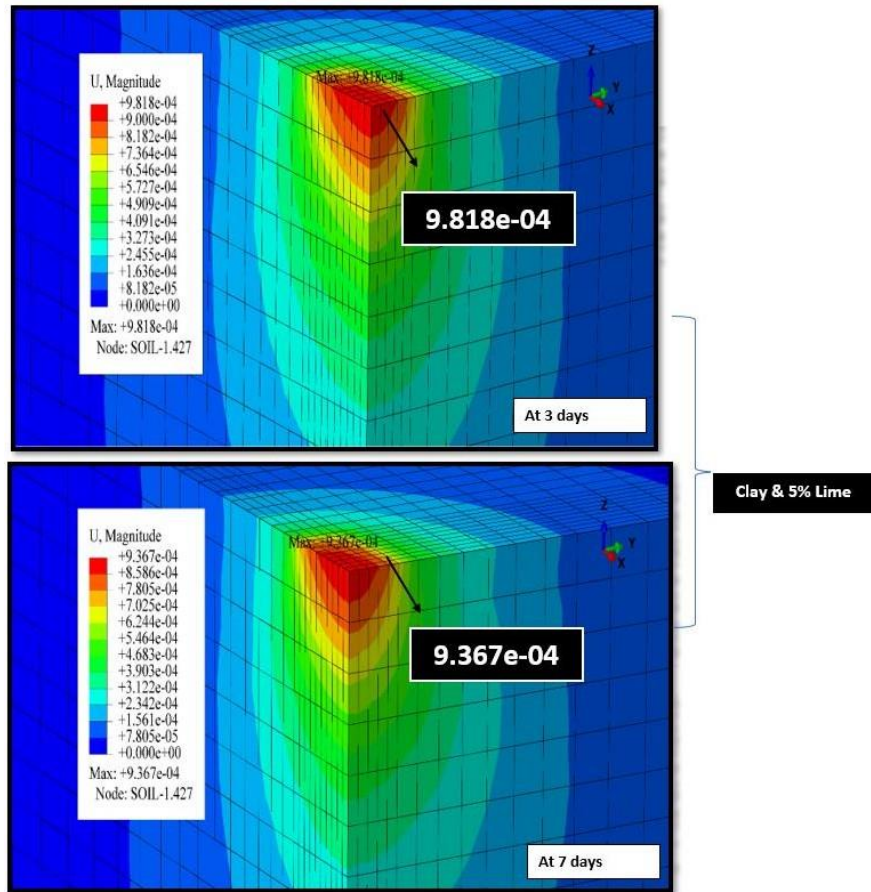 U, Magnitude
+9.818e-04
+9.000e-04
+8.182e-04
+7.364e-04
+6.546e-04
+5.727e-04
+4.909e-04
+4.091e-04
+3.273e-04
+2.455e-04
+1.636e-04
+8.182e-05
+0.000e+00
Max: +9.818e-04
Node: SOIL-1.427
Max: +9.818e-04
Z
Y
X
9.818e-04
At 3 days
Clay & 5% Lime
U, Magnitude
+9.367e-04
+8.586e-04
+7.805e-04
+7.025e-04
+6.244e-04
+5.464e-04
+4.683e-04
+3.903e-04
+3.122e-04
+2.342e-04
+1.561e-04
+7.805e-05
+0.000e+00
Max: +9.367e-04
Node: SOIL-1.427
Max: +9.367e-04
Z
Y
X
9.367e-04
At 7 days